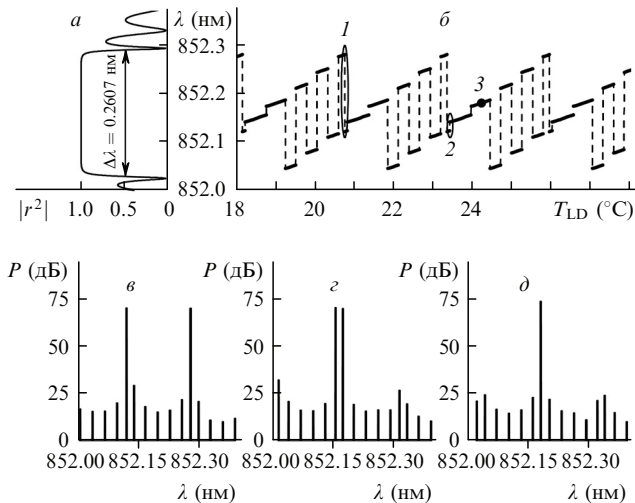 а λ (нм) 1 б
852.3
Δλ = 0.2607 нм
852.2 3
852.1 2
852.0
|r²| 1.0 0.5 0 18 20 22 24 T_LD (°C)
P (дБ) в P (дБ) г P (дБ) д
75 75 75
50 50 50
25 25 25
0 0 0
852.00 852.15 852.30 852.00 852.15 852.30 852.00 852.15 852.30
λ (нм) λ (нм) λ (нм)